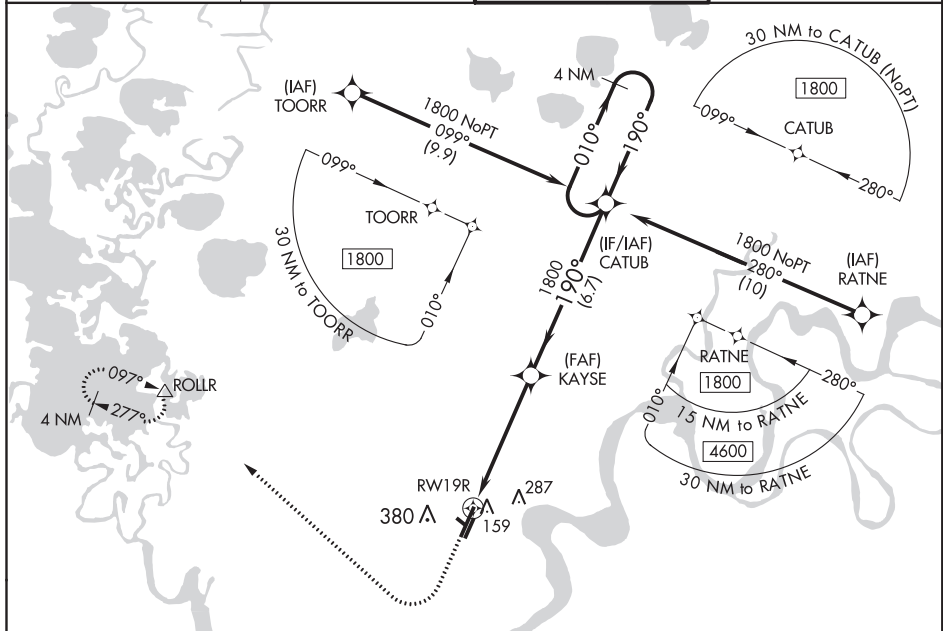 30 NM to CATUB (NoPT)
1800
099°
CATUB
280°
4 NM
010°
190°
(IAF)
TOORR
1800 NoPT
099°
(9.9)
099°
TOORR
1800
010°
30 NM to TOORR
(IF/IAF)
CATUB
1800 NoPT
280°
(10)
(IAF)
RATNE
1800
190°
(6.7)
(FAF)
KAYSE
RATNE
1800
280°
010°
15 NM to RATNE
4600
30 NM to RATNE
097°
ROLLR
277°
4 NM
RW19R
287
380
159